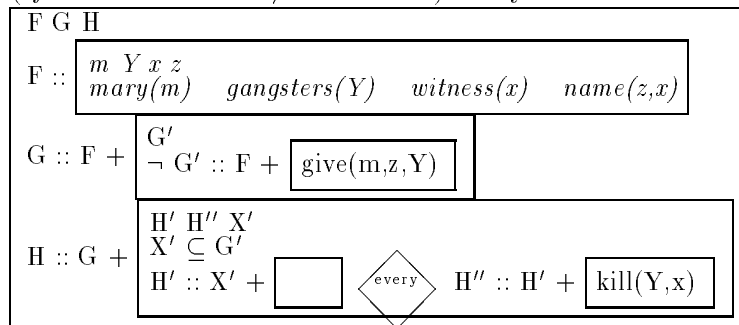 F G H
m Y x z
F :: mary(m) gangsters(Y) witness(x) name(z,x)
G′
G :: F + ¬ G′ :: F + give(m,z,Y)
H′ H″ X′
X′ ⊆ G′
H :: G + H′ :: X′ + every H″ :: H′ + kill(Y,x)